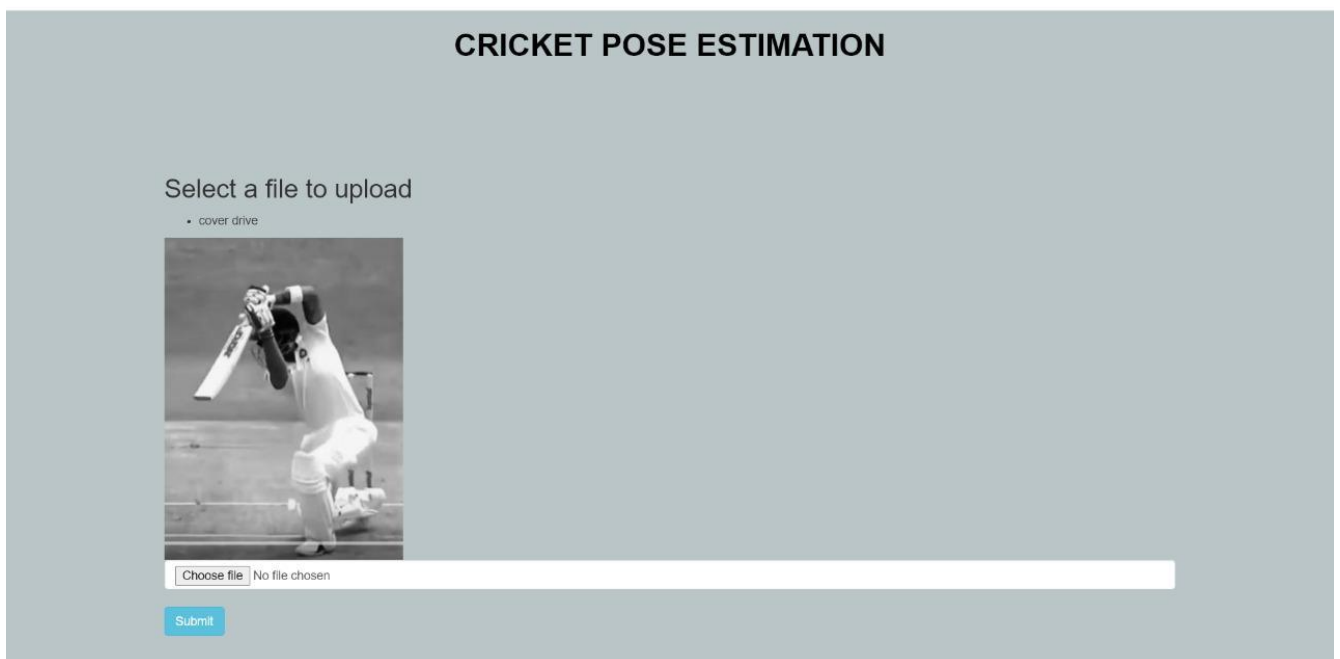 CRICKET POSE ESTIMATION
Select a file to upload
• cover drive
Choose file No file chosen
Submit